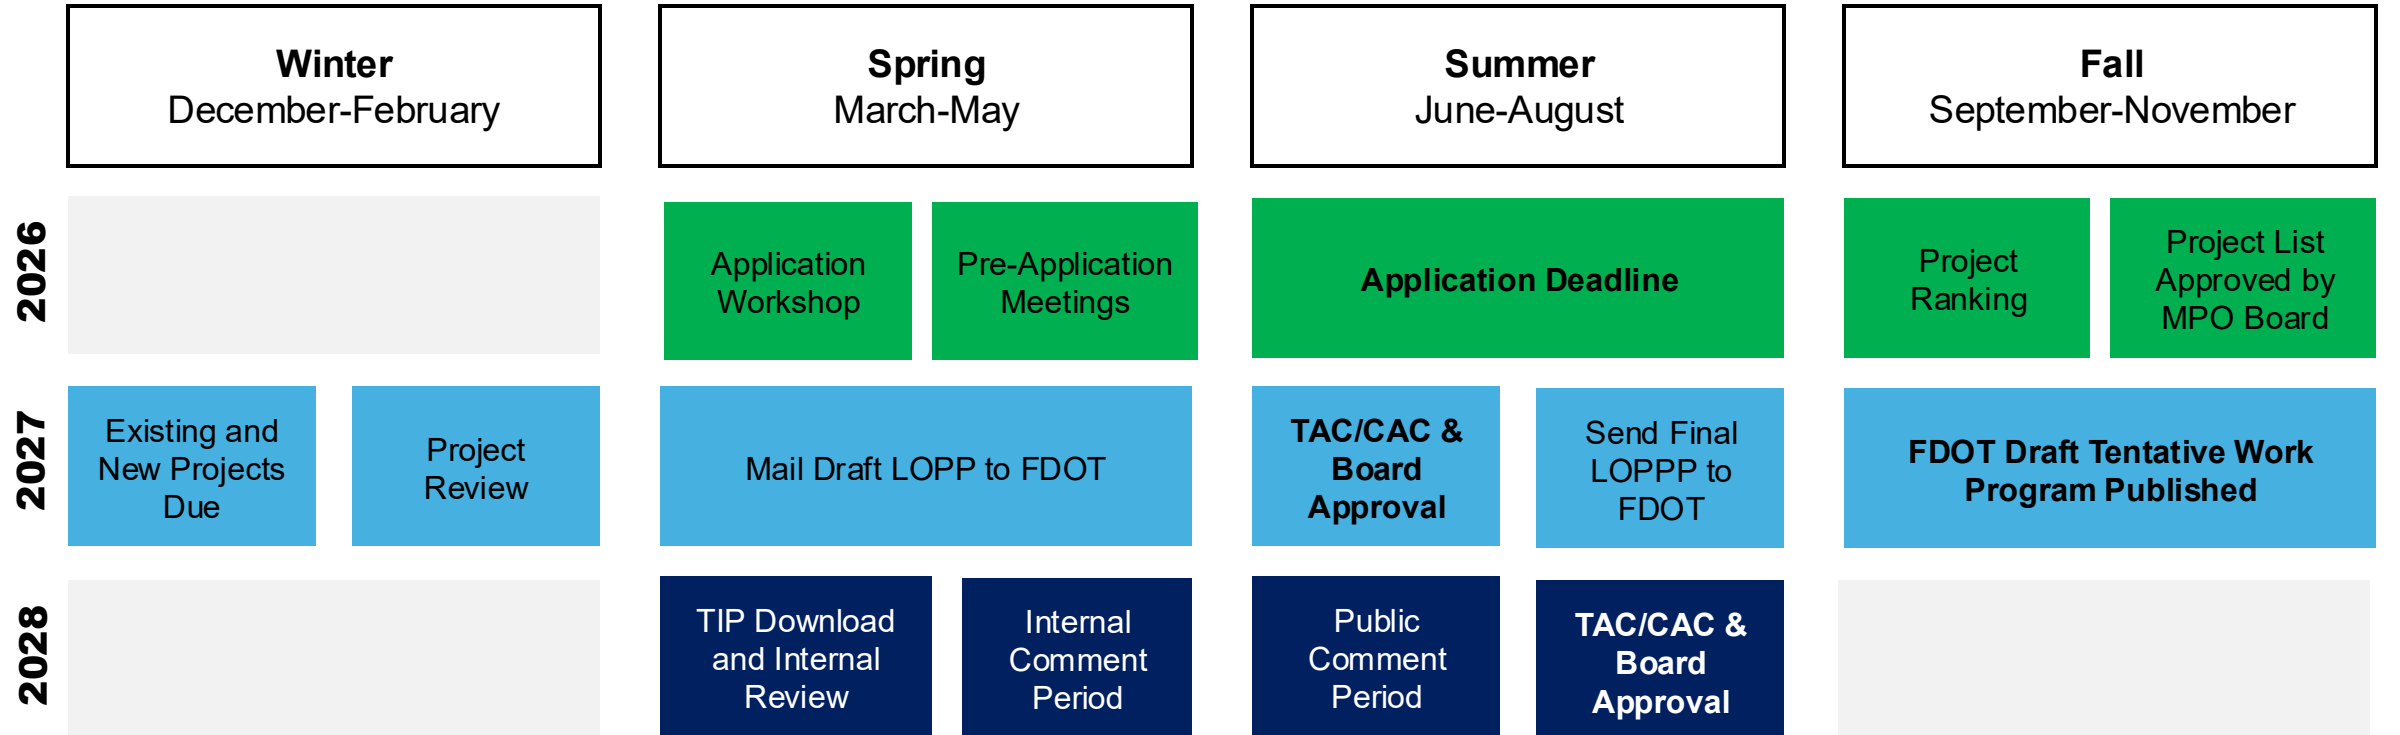 Winter
December-February
Spring
March-May
Summer
June-August
Fall
September-November
2026
Application
Workshop
Pre-Application
Meetings
Application Deadline
Project
Ranking
Project List
Approved by
MPO Board
2027
Existing and
New Projects
Due
Project
Review
Mail Draft LOPP to FDOT
TAC/CAC &
Board
Approval
Send Final
LOPPP to
FDOT
FDOT Draft Tentative Work
Program Published
2028
TIP Download
and Internal
Review
Internal
Comment
Period
Public
Comment
Period
TAC/CAC &
Board
Approval